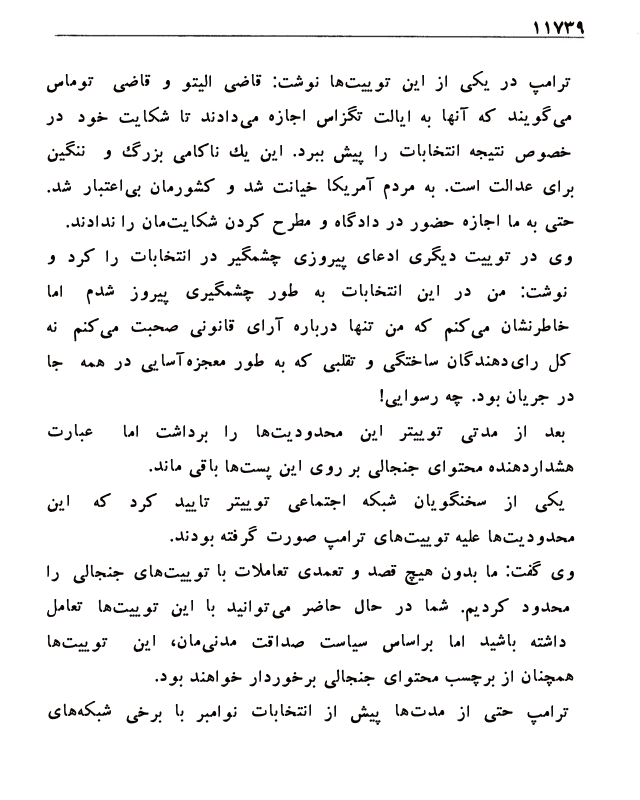 ۱۱۷۳۹
ترامپ در یکی از این توییت‌ها نوشت: قاضی الیتو و قاضی توماس
می‌گویند که آنها به ایالت تگزاس اجازه می‌دادند تا شکایت خود در
خصوص نتیجه انتخابات را پیش ببرد. این یك ناکامی بزرگ و ننگین
برای عدالت است. به مردم آمریکا خیانت شد و کشورمان بی‌اعتبار شد.
حتی به ما اجازه حضور در دادگاه و مطرح کردن شکایت‌مان را ندادند.
وی در توییت دیگری ادعای پیروزی چشمگیر در انتخابات را کرد و
نوشت: من در این انتخابات به طور چشمگیری پیروز شدم اما
خاطرنشان می‌کنم که من تنها درباره آرای قانونی صحبت می‌کنم نه
کل رای‌دهندگان ساختگی و تقلبی که به طور معجزه‌آسایی در همه جا
در جریان بود. چه رسوایی!
بعد از مدتی توییتر این محدودیت‌ها را برداشت اما عبارت
هشداردهنده محتوای جنجالی بر روی این پست‌ها باقی ماند.
یکی از سخنگویان شبکه اجتماعی توییتر تایید کرد که این
محدودیت‌ها علیه توییت‌های ترامپ صورت گرفته بودند.
وی گفت: ما بدون هیچ قصد و تعمدی تعاملات با توییت‌های جنجالی را
محدود کردیم. شما در حال حاضر می‌توانید با این توییت‌ها تعامل
داشته باشید اما براساس سیاست صداقت مدنی‌مان، این توییت‌ها
همچنان از برچسب محتوای جنجالی برخوردار خواهند بود.
ترامپ حتی از مدت‌ها پیش از انتخابات نوامبر با برخی شبکه‌های